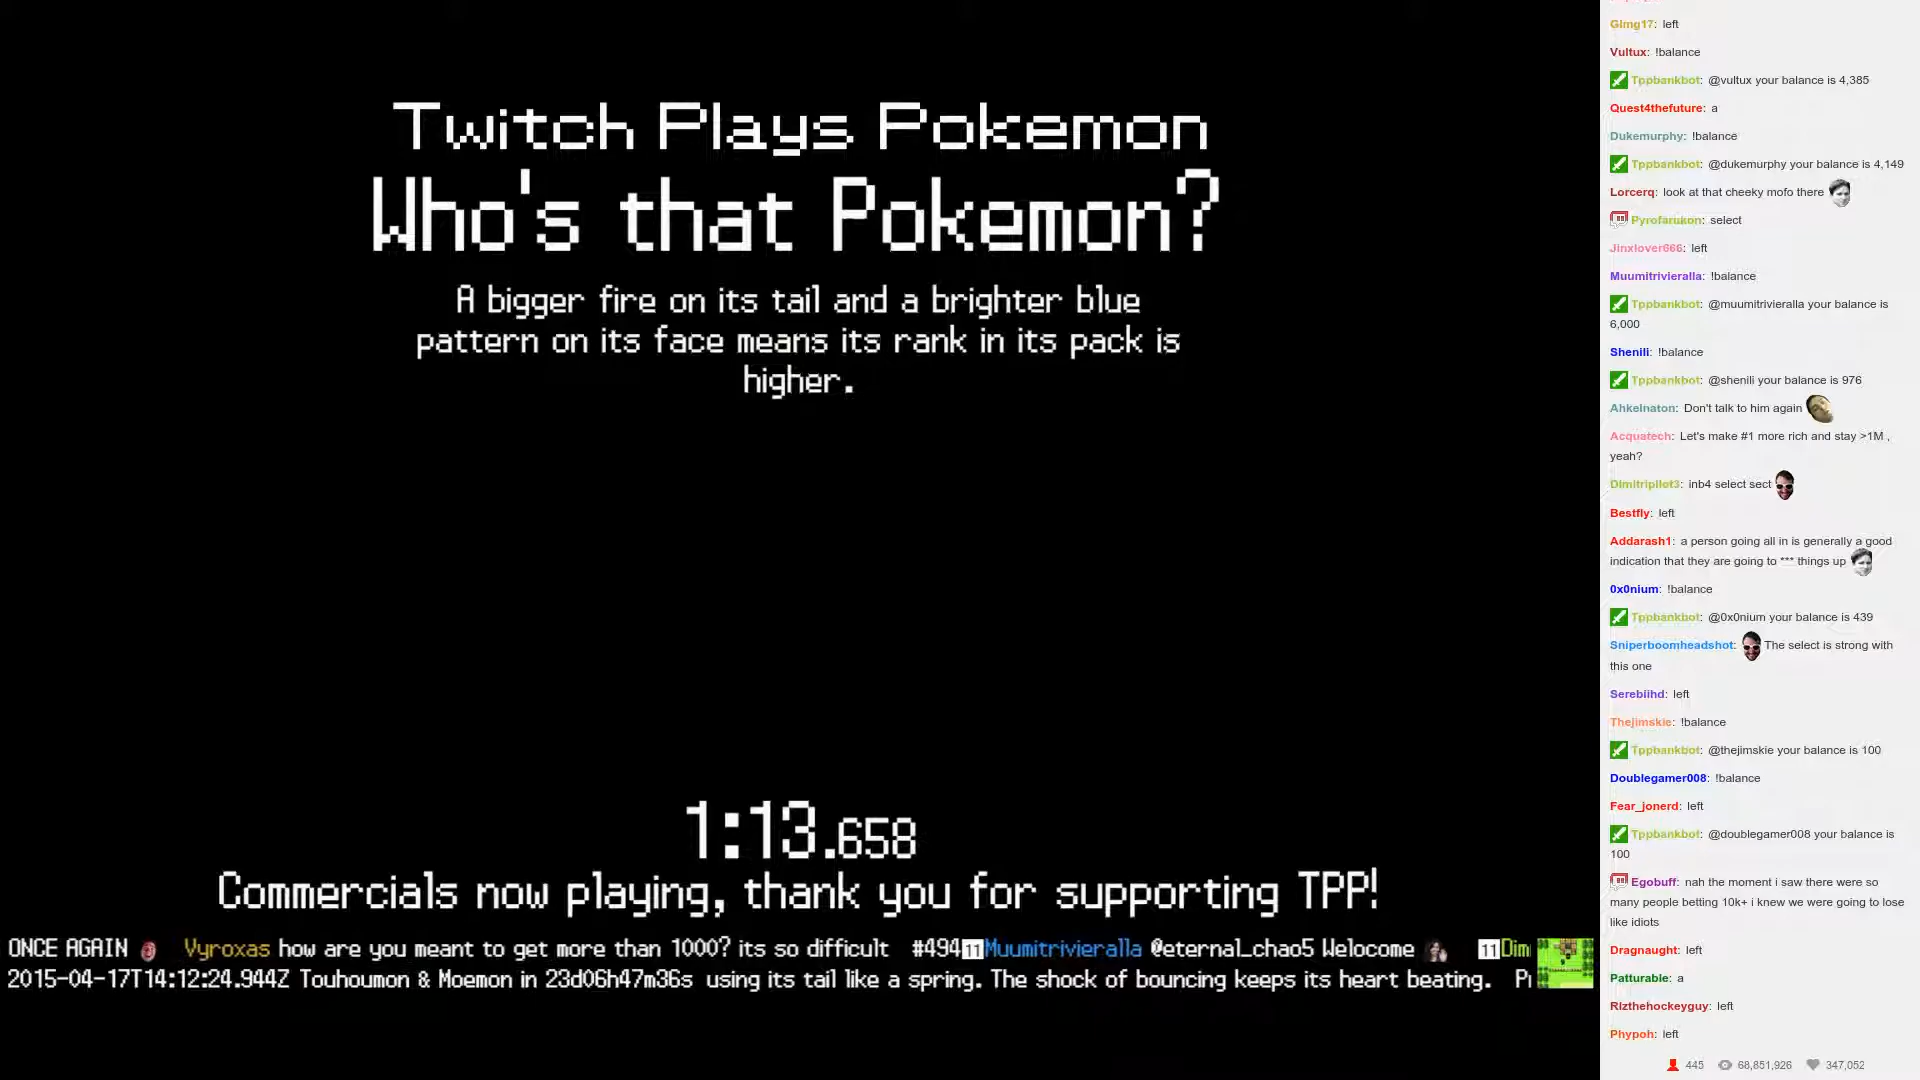 Twitch Plays Pokemon
Who's that Pokemon?
A bigger fire on its tail and a brighter blue
pattern on its face means its rank in its pack is
higher.
1:13.658
Commercials now playing, thank you for supporting TPP!
ONCE AGAIN Vyroxas how are you meant to get more than 1000? its so difficult #494 11 Muumitrivieralla @eternal_chao5 Welocome 11 Dim
2015-04-17T14:12:24.944Z Touhoumon & Moemon in 23d06h47m36s using its tail like a spring. The shock of bouncing keeps its heart beating.
GImg17: left
Vultux: !balance
Tppbankbot: @vultux your balance is 4,385
Quest4thefuture: a
Dukemurphy: !balance
Tppbankbot: @dukemurphy your balance is 4,149
Lorcerq: look at that cheeky mofo there
Pyrofarukon: select
Jinxlover666: left
Muumitrivieralla: !balance
Tppbankbot: @muumitrivieralla your balance is
6,000
Shenili: !balance
Tppbankbot: @shenili your balance is 976
Ahkelnaton: Don't talk to him again
Acquatech: Let's make #1 more rich and stay >1M ,
yeah?
DImitripilot3: inb4 select sect
Bestfly: left
Addarash1: a person going all in is generally a good
indication that they are going to *** things up
0x0nium: !balance
Tppbankbot: @0x0nium your balance is 439
Sniperboomheadshot: The select is strong with
this one
Serebiihd: left
Thejimskie: !balance
Tppbankbot: @thejimskie your balance is 100
Doublegamer008: !balance
Fear_jonerd: left
Tppbankbot: @doublegamer008 your balance is
100
Egobuff: nah the moment i saw there were so
many people betting 10k+ i knew we were going to lose
like idiots
Dragnaught: left
Patturable: a
RIzthehockeyguy: left
Phypoh: left
445 68,851,926 347,052